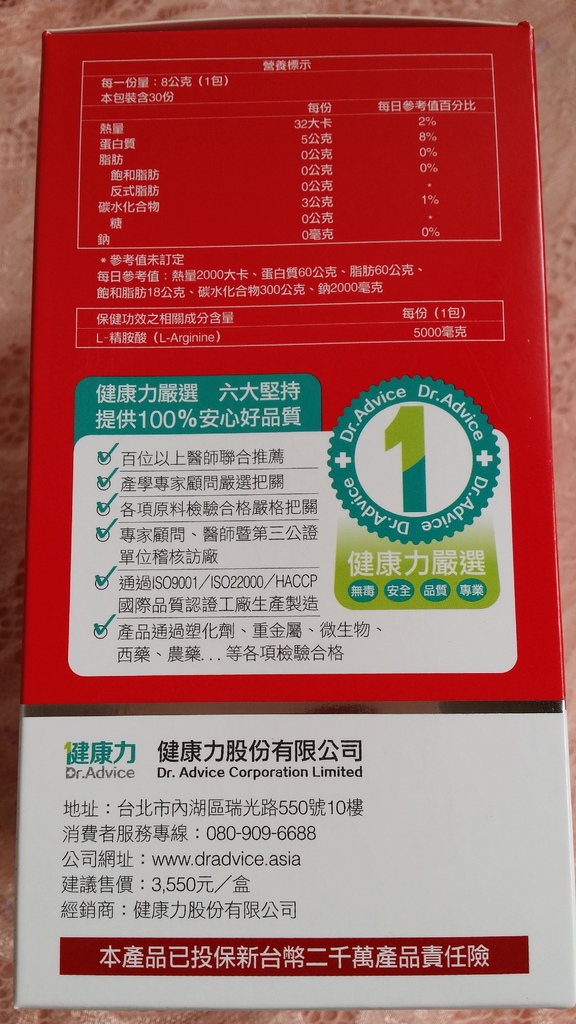 營養標示
每一份量：8公克（1包）
本包裝含30份
每份 每日參考值百分比
熱量 32大卡 2%
蛋白質 5公克 8%
脂肪 0公克 0%
飽和脂肪 0公克 0%
反式脂肪 0公克 *
碳水化合物 3公克 1%
糖 0公克 *
鈉 0毫克 0%
*參考值未訂定
每日參考值：熱量2000大卡、蛋白質60公克、脂肪60公克、
飽和脂肪18公克、碳水化合物300公克、鈉2000毫克
保健功效之相關成分含量 每份（1包）
L-精胺酸（L-Arginine） 5000毫克
健康力嚴選 六大堅持
提供100%安心好品質
百位以上醫師聯合推薦
產學專家顧問嚴選把關
各項原料檢驗合格嚴格把關
專家顧問、醫師暨第三公證
單位稽核訪廠
通過ISO9001／ISO22000／HACCP
國際品質認證工廠生產製造
產品通過塑化劑、重金屬、微生物、
西藥、農藥...等各項檢驗合格
Dr.Advice Dr.Advice Dr.Advice Dr.Advice
1
健康力嚴選
無毒 安全 品質 專業
健康力
Dr.Advice
健康力股份有限公司
Dr. Advice Corporation Limited
地址：台北市內湖區瑞光路550號10樓
消費者服務專線：080-909-6688
公司網址：www.dradvice.asia
建議售價：3,550元／盒
經銷商：健康力股份有限公司
本產品已投保新台幣二千萬產品責任險